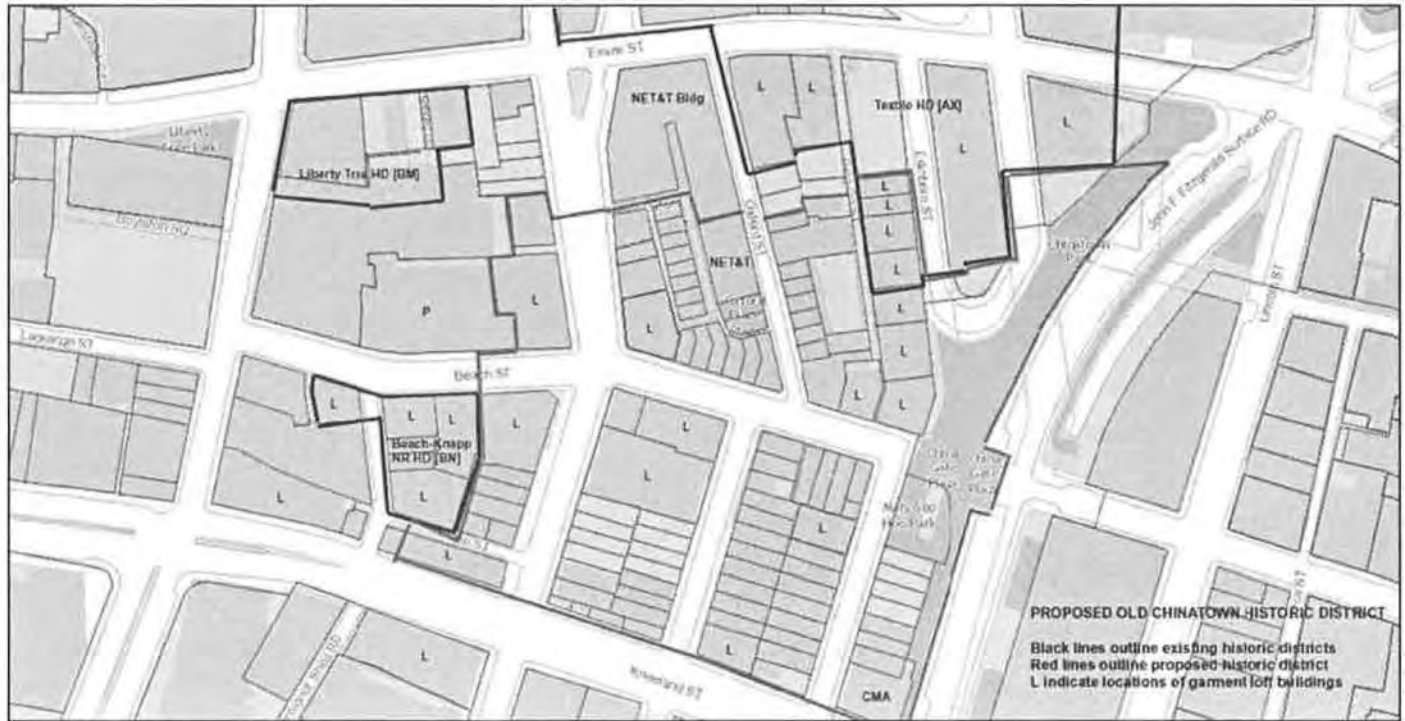 Essex ST
NET&T Bldg
L
L
Textile HD [AX]
L
L
Liberty Tree HD [BM]
L
L
L
L
Edinboro ST
John F Fitzgerald Surface RD
Boylston SQ
Oxford ST
NET&T
Lincoln ST
P
L
L
L
L
L
L
L
Lagrange ST
Beach ST
L
L
L
L
L
Beach-Knapp
NR HD [BN]
L
L
L
L
L
L
L
Kneeland ST
CMA
PROPOSED OLD CHINATOWN HISTORIC DISTRICT
Black lines outline existing historic districts
Red lines outline proposed historic district
L indicate locations of garment loft buildings